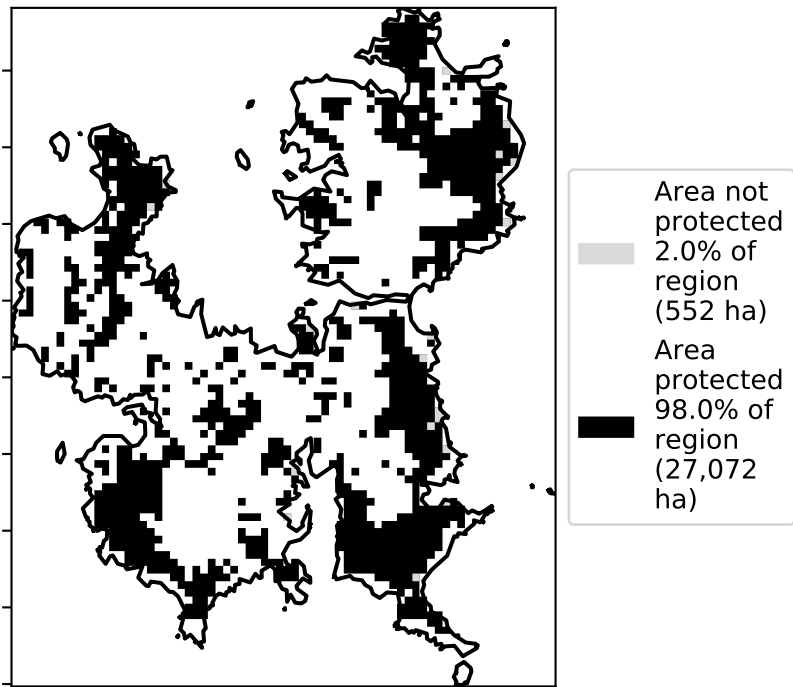 Area not
protected
2.0% of
region
(552 ha)
Area
protected
98.0% of
region
(27,072
ha)